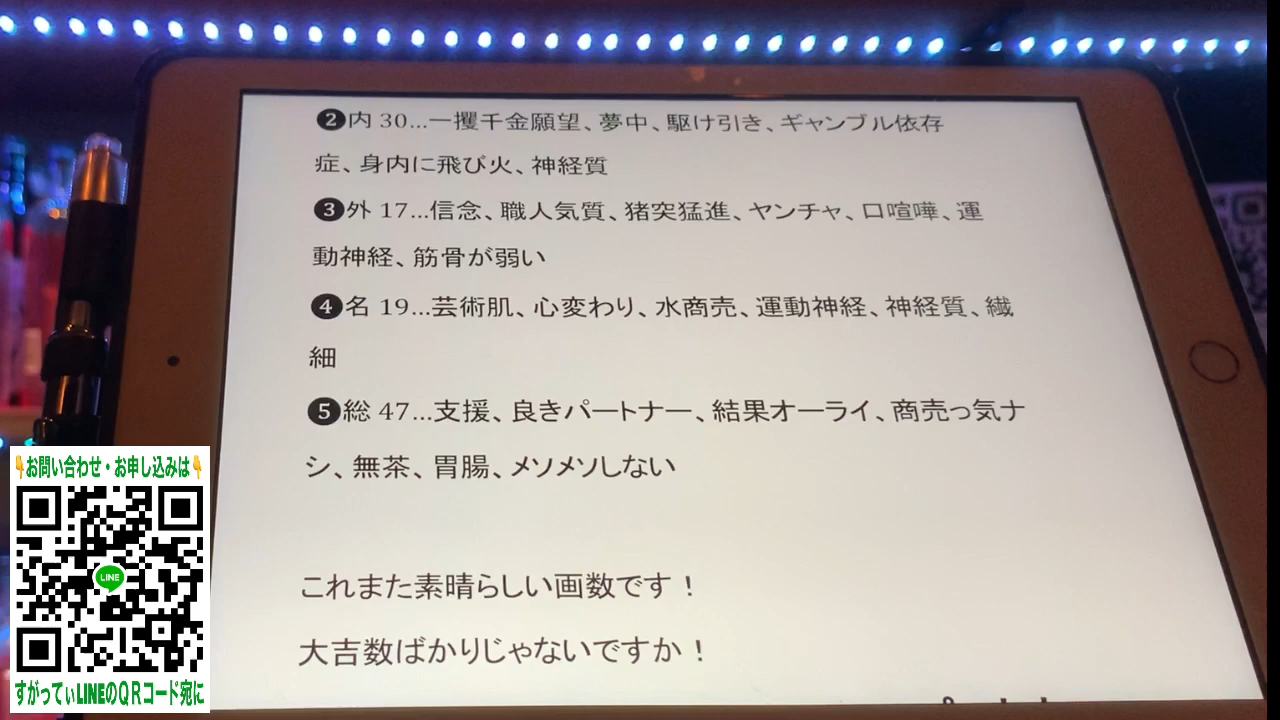 ❷内 30…一攫千金願望、夢中、駆け引き、ギャンブル依存
症、身内に飛び火、神経質
❸外 17…信念、職人気質、猪突猛進、ヤンチャ、口喧嘩、運
動神経、筋骨が弱い
❹名 19…芸術肌、心変わり、水商売、運動神経、神経質、繊
細
❺総 47…支援、良きパートナー、結果オーライ、商売っ気ナ
シ、無茶、胃腸、メソメソしない
これまた素晴らしい画数です！
大吉数ばかりじゃないですか！
👇お問い合わせ・お申し込みは👇
LINE
すがってぃLINEのQRコード宛に